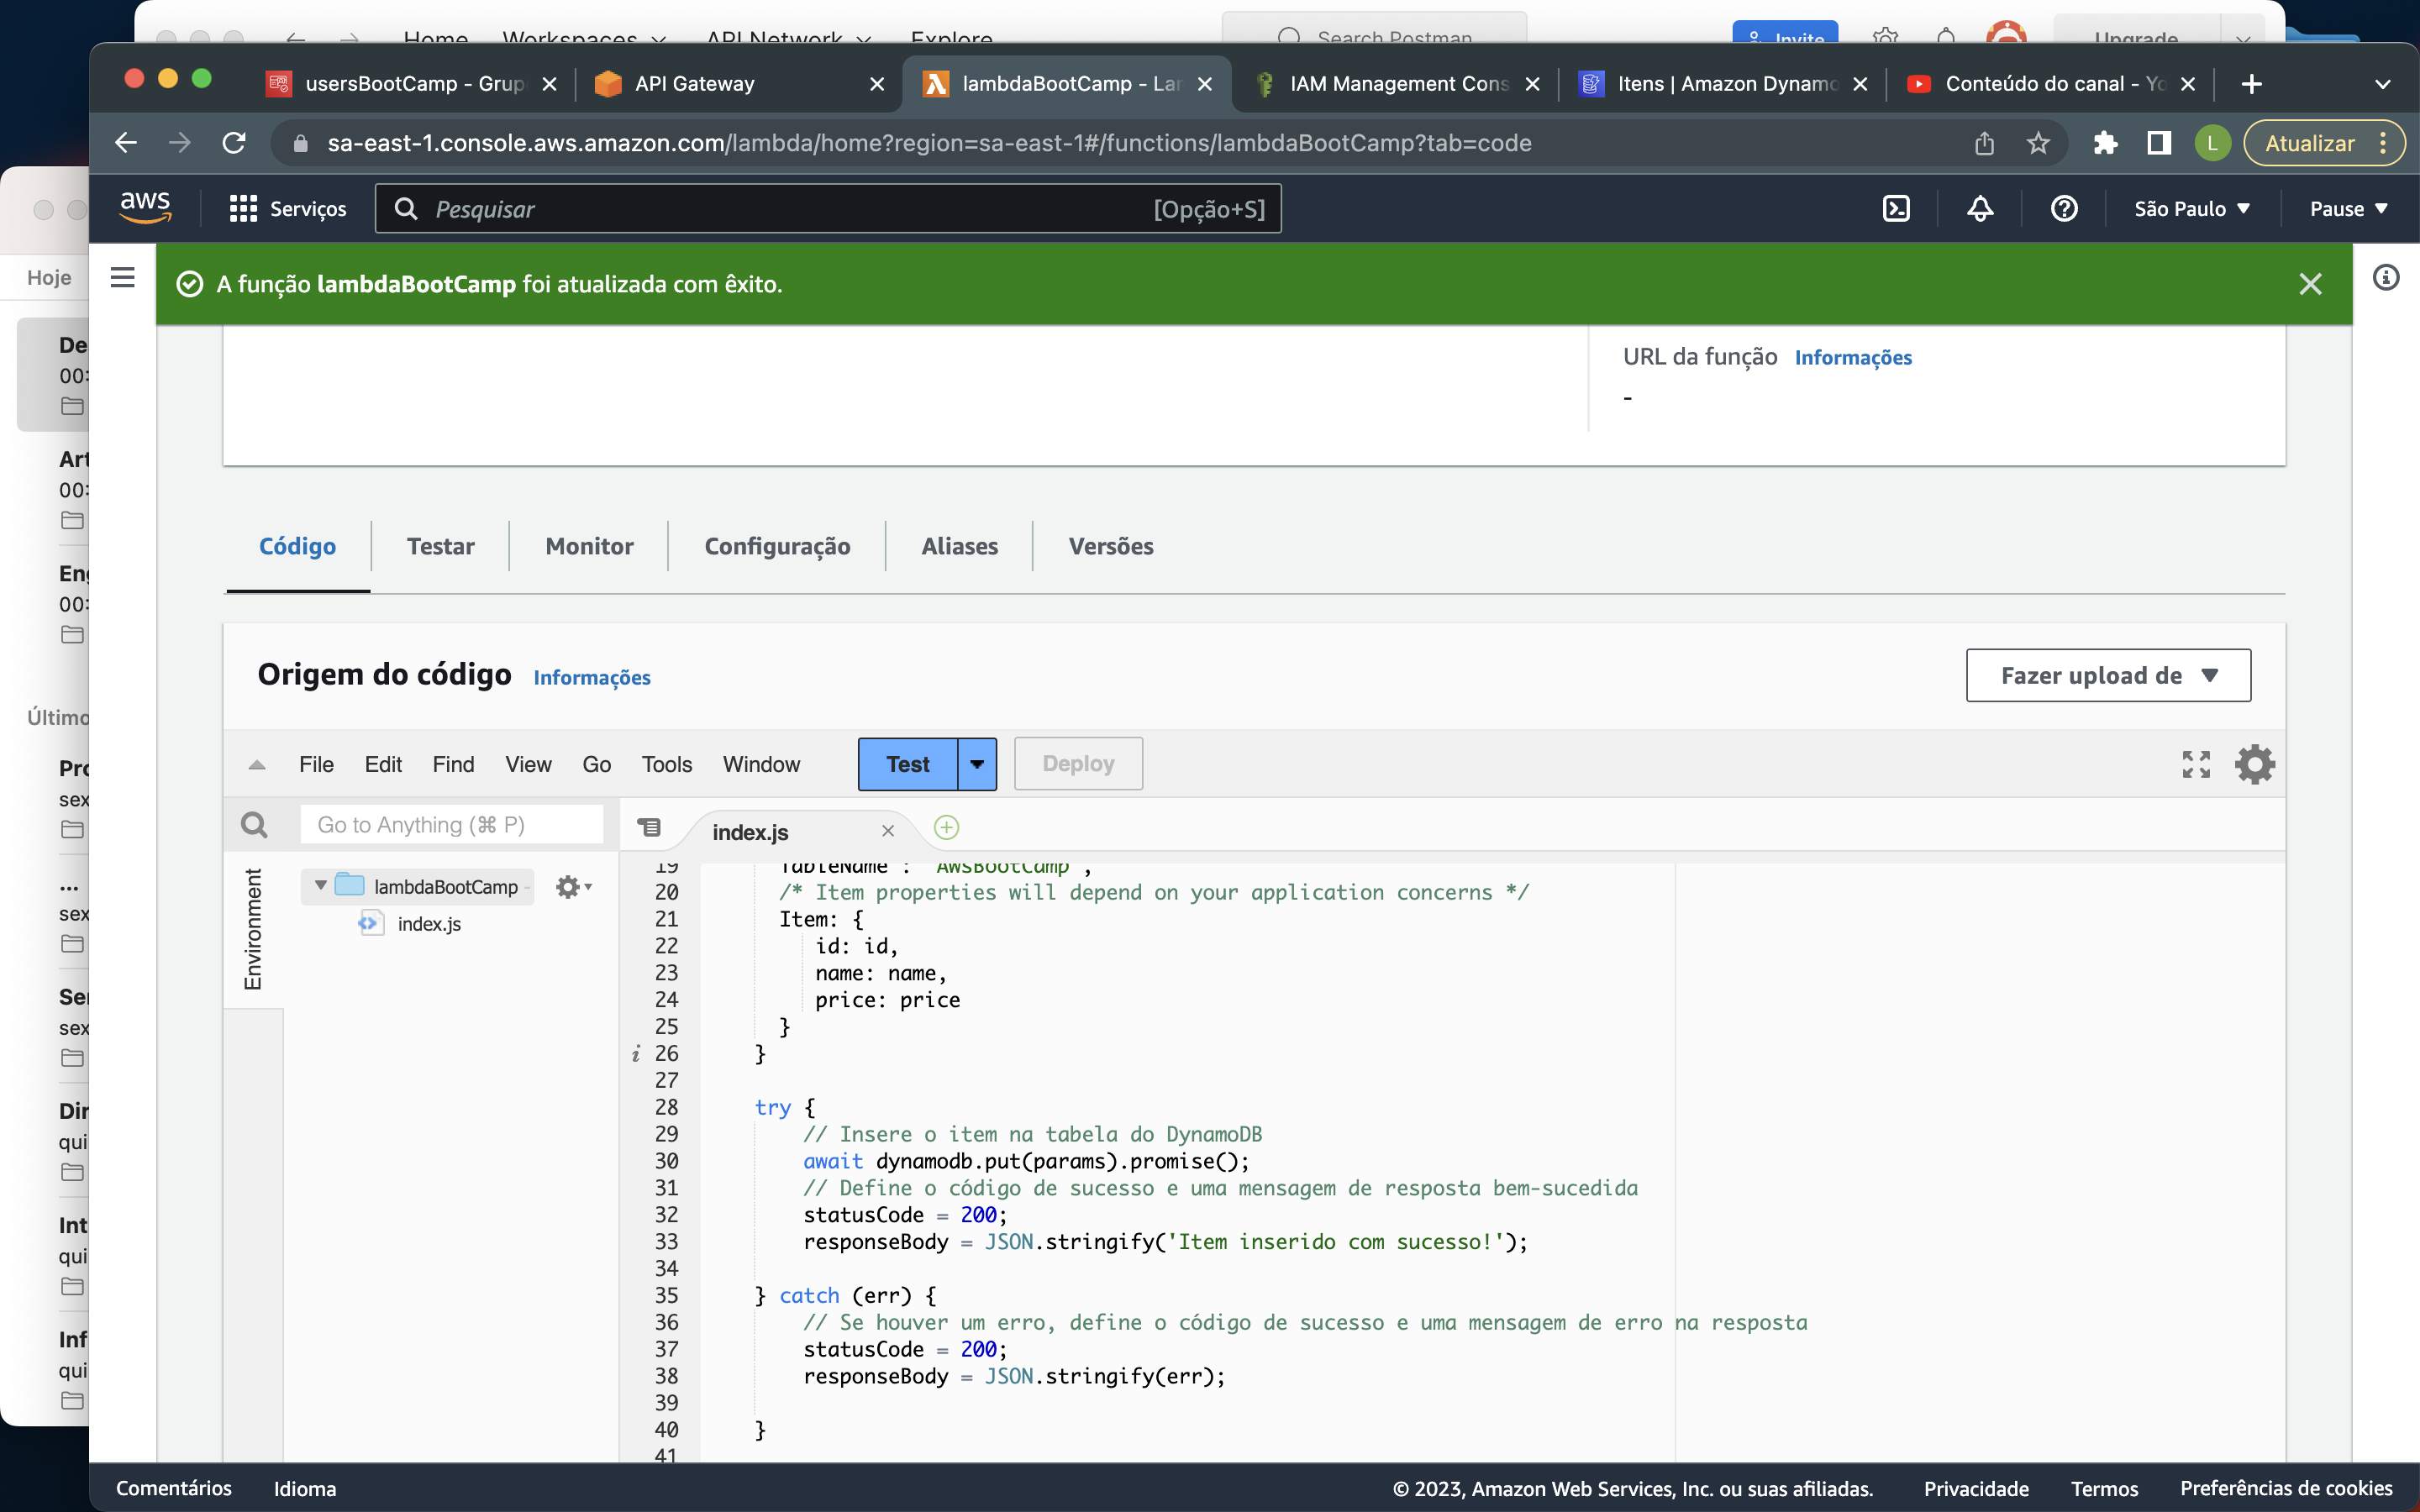 Home Workspaces API Network Explore Search Postman Invite Upgrade
usersBootCamp - Grup API Gateway lambdaBootCamp - Lar IAM Management Cons Itens | Amazon Dynamo Conteúdo do canal - Yo
sa-east-1.console.aws.amazon.com/lambda/home?region=sa-east-1#/functions/lambdaBootCamp?tab=code L Atualizar
aws Serviços Pesquisar [Opção+S] São Paulo Pause
A função lambdaBootCamp foi atualizada com êxito.
Hoje
De
00:
Art
00:
Eng
00:
Último
Pro
sex
...
sex
Ser
sex
Dir
qui
Int
qui
Inf
qui
URL da função Informações
-
Código Testar Monitor Configuração Aliases Versões
Origem do código Informações Fazer upload de
File Edit Find View Go Tools Window Test Deploy
Go to Anything (⌘ P) index.js
Environment
lambdaBootCamp -
index.js
19 TableName : "AwsBootCamp",
20 /* Item properties will depend on your application concerns */
21 Item: {
22 id: id,
23 name: name,
24 price: price
25 }
i 26 }
27
28 try {
29 // Insere o item na tabela do DynamoDB
30 await dynamodb.put(params).promise();
31 // Define o código de sucesso e uma mensagem de resposta bem-sucedida
32 statusCode = 200;
33 responseBody = JSON.stringify('Item inserido com sucesso!');
34
35 } catch (err) {
36 // Se houver um erro, define o código de sucesso e uma mensagem de erro na resposta
37 statusCode = 200;
38 responseBody = JSON.stringify(err);
39
40 }
41
Comentários Idioma © 2023, Amazon Web Services, Inc. ou suas afiliadas. Privacidade Termos Preferências de cookies